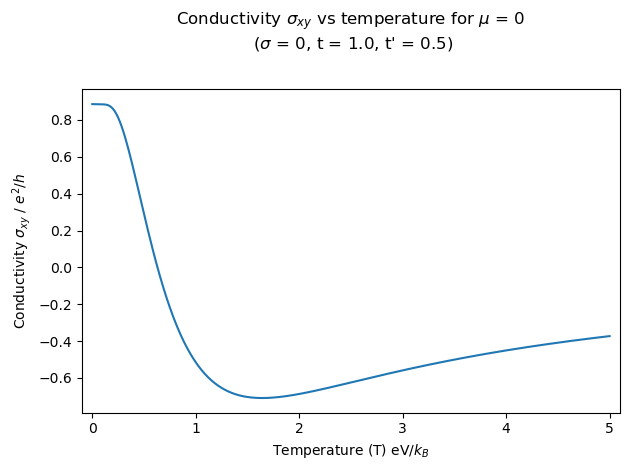 Conductivity σxy vs temperature for μ = 0
(σ = 0, t = 1.0, t' = 0.5)
Conductivity σxy / e²/h
0.8
0.6
0.4
0.2
0.0
−0.2
−0.4
−0.6
0 1 2 3 4 5
Temperature (T) eV/kB